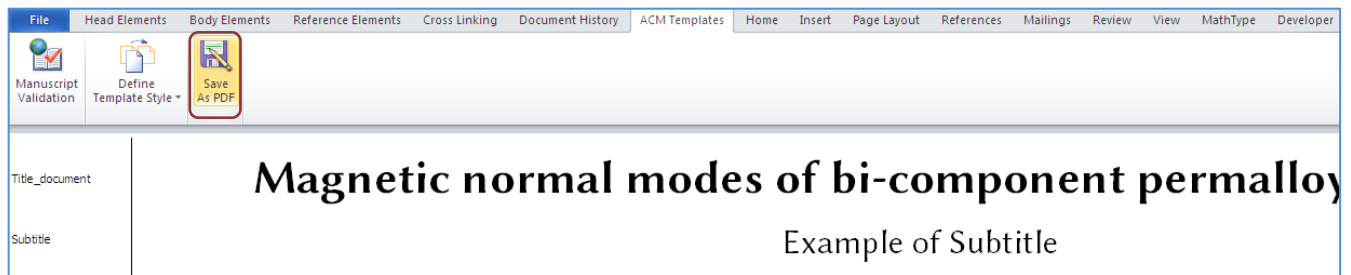 File Head Elements Body Elements Reference Elements Cross Linking Document History ACM Templates Home Insert Page Layout References Mailings Review View MathType Developer
Manuscript Validation
Define Template Style
Save As PDF
Title_document
Magnetic normal modes of bi-component permalloy
Subtitle
Example of Subtitle